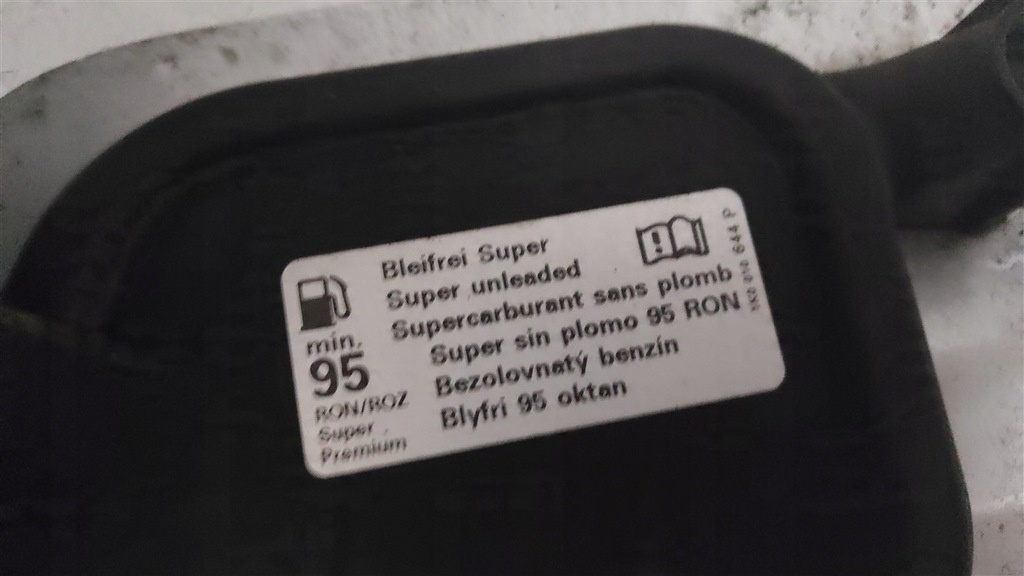 Bleifrei Super
Super unleaded
Supercarburant sans plomb
Super sin plomo 95 RON
Bezolovnatý benzín
Blyfri 95 oktan
min.
95
RON/ROZ
Super
Premium
644 P